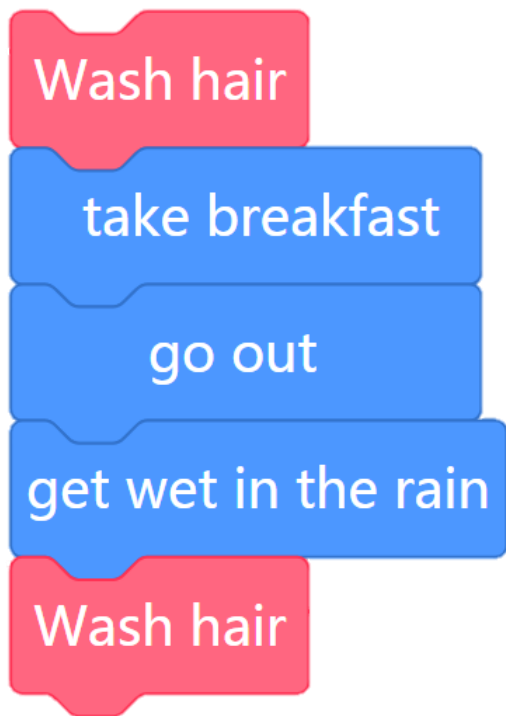 Wash hair
take breakfast
go out
get wet in the rain
Wash hair